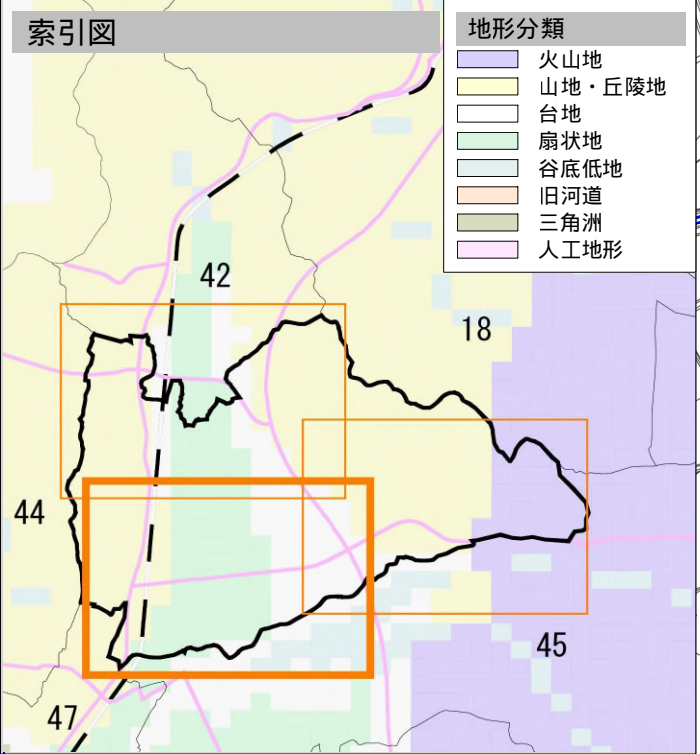 索引図
地形分類
火山地
山地・丘陵地
台地
扇状地
谷底低地
旧河道
三角洲
人工地形
42
18
44
45
47